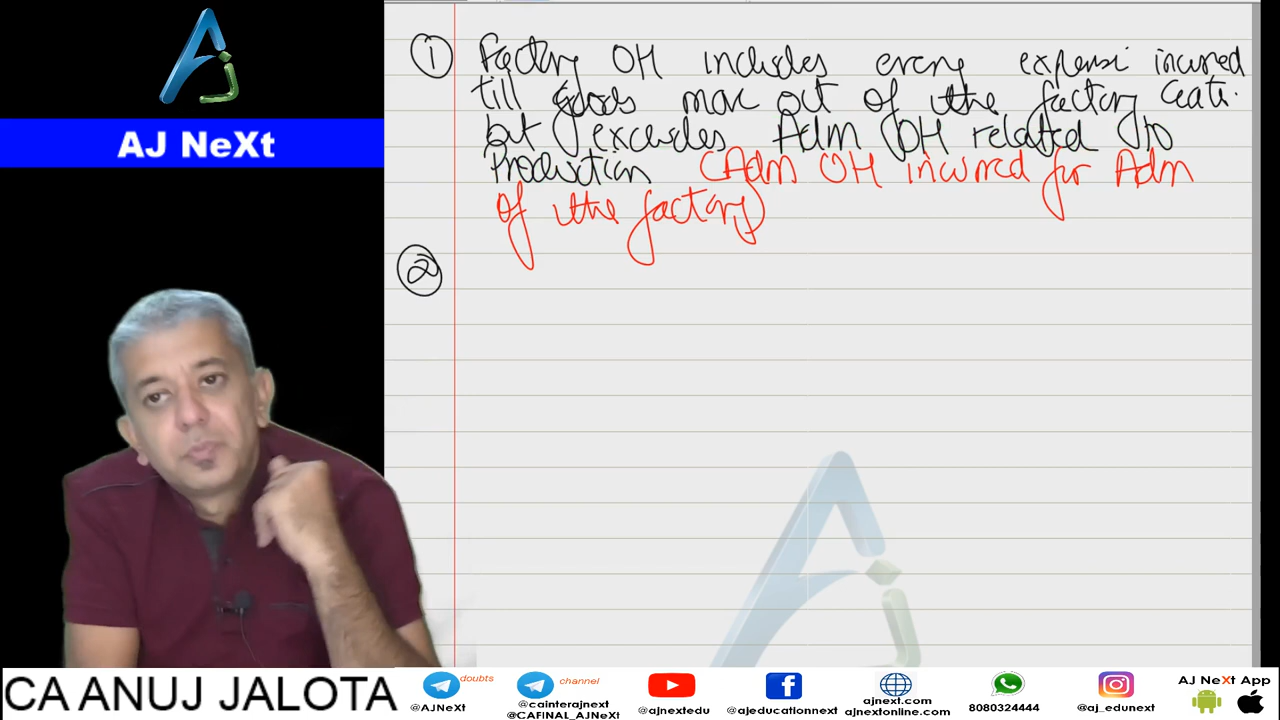 ① Factory OH includes every expense incurred
till goods move out of the factory Gate.
but excludes Adm OH related to
Production (Adm OH incurred for Adm
of the factory)
②
AJ NeXt
CA ANUJ JALOTA
doubts
@AJNeXt
channel
@cainterajnext
@CAFINAL_AJNeXt
@ajnextedu
@ajeducationnext
ajnext.com
ajnextonline.com
8080324444
@aj_edunext
AJ NeXt App